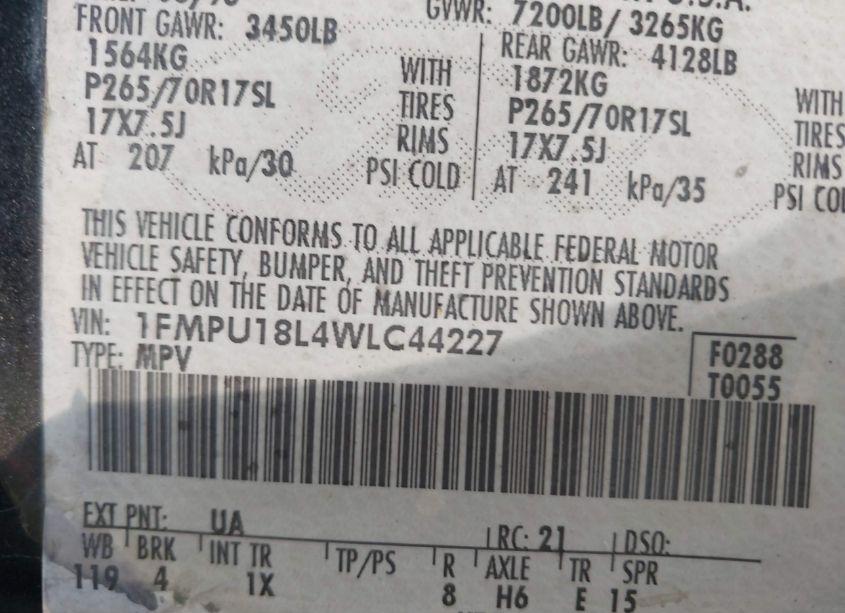 GVWR: 7200LB/ 3265KG
FRONT GAWR: 3450LB
1564KG WITH
P265/70R17SL TIRES
17X7.5J RIMS
AT 207 kPa/30 PSI COLD
REAR GAWR: 4128LB
1872KG WITH
P265/70R17SL TIRES
17X7.5J RIMS
AT 241 kPa/35 PSI COL
THIS VEHICLE CONFORMS TO ALL APPLICABLE FEDERAL MOTOR
VEHICLE SAFETY, BUMPER, AND THEFT PREVENTION STANDARDS
IN EFFECT ON THE DATE OF MANUFACTURE SHOWN ABOVE.
VIN: 1FMPU18L4WLC44227
TYPE: MPV
F0288
T0055
EXT PNT: UA RC: 21 DSO:
WB BRK INT TR TP/PS R AXLE TR SPR
119 4 1X 8 H6 E 15